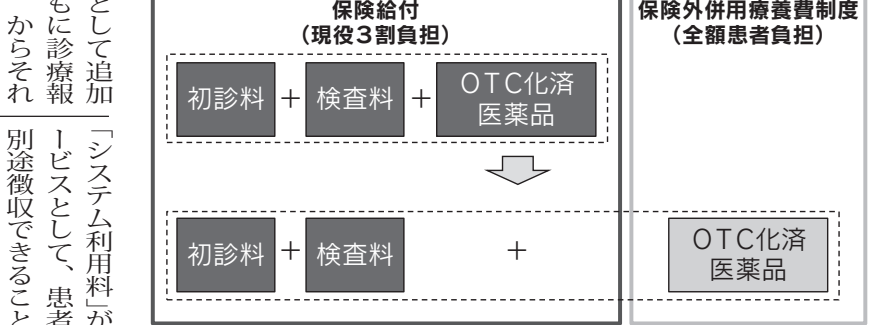 保険給付
（現役3割負担）
保険外併用療養費制度
（全額患者負担）
初診料＋検査料＋OTC化済
医薬品
初診料＋検査料＋OTC化済
医薬品
として追加
もに診療報
からそれ
「システム利用料」が
ービスとして、患者が
別途徴収できること